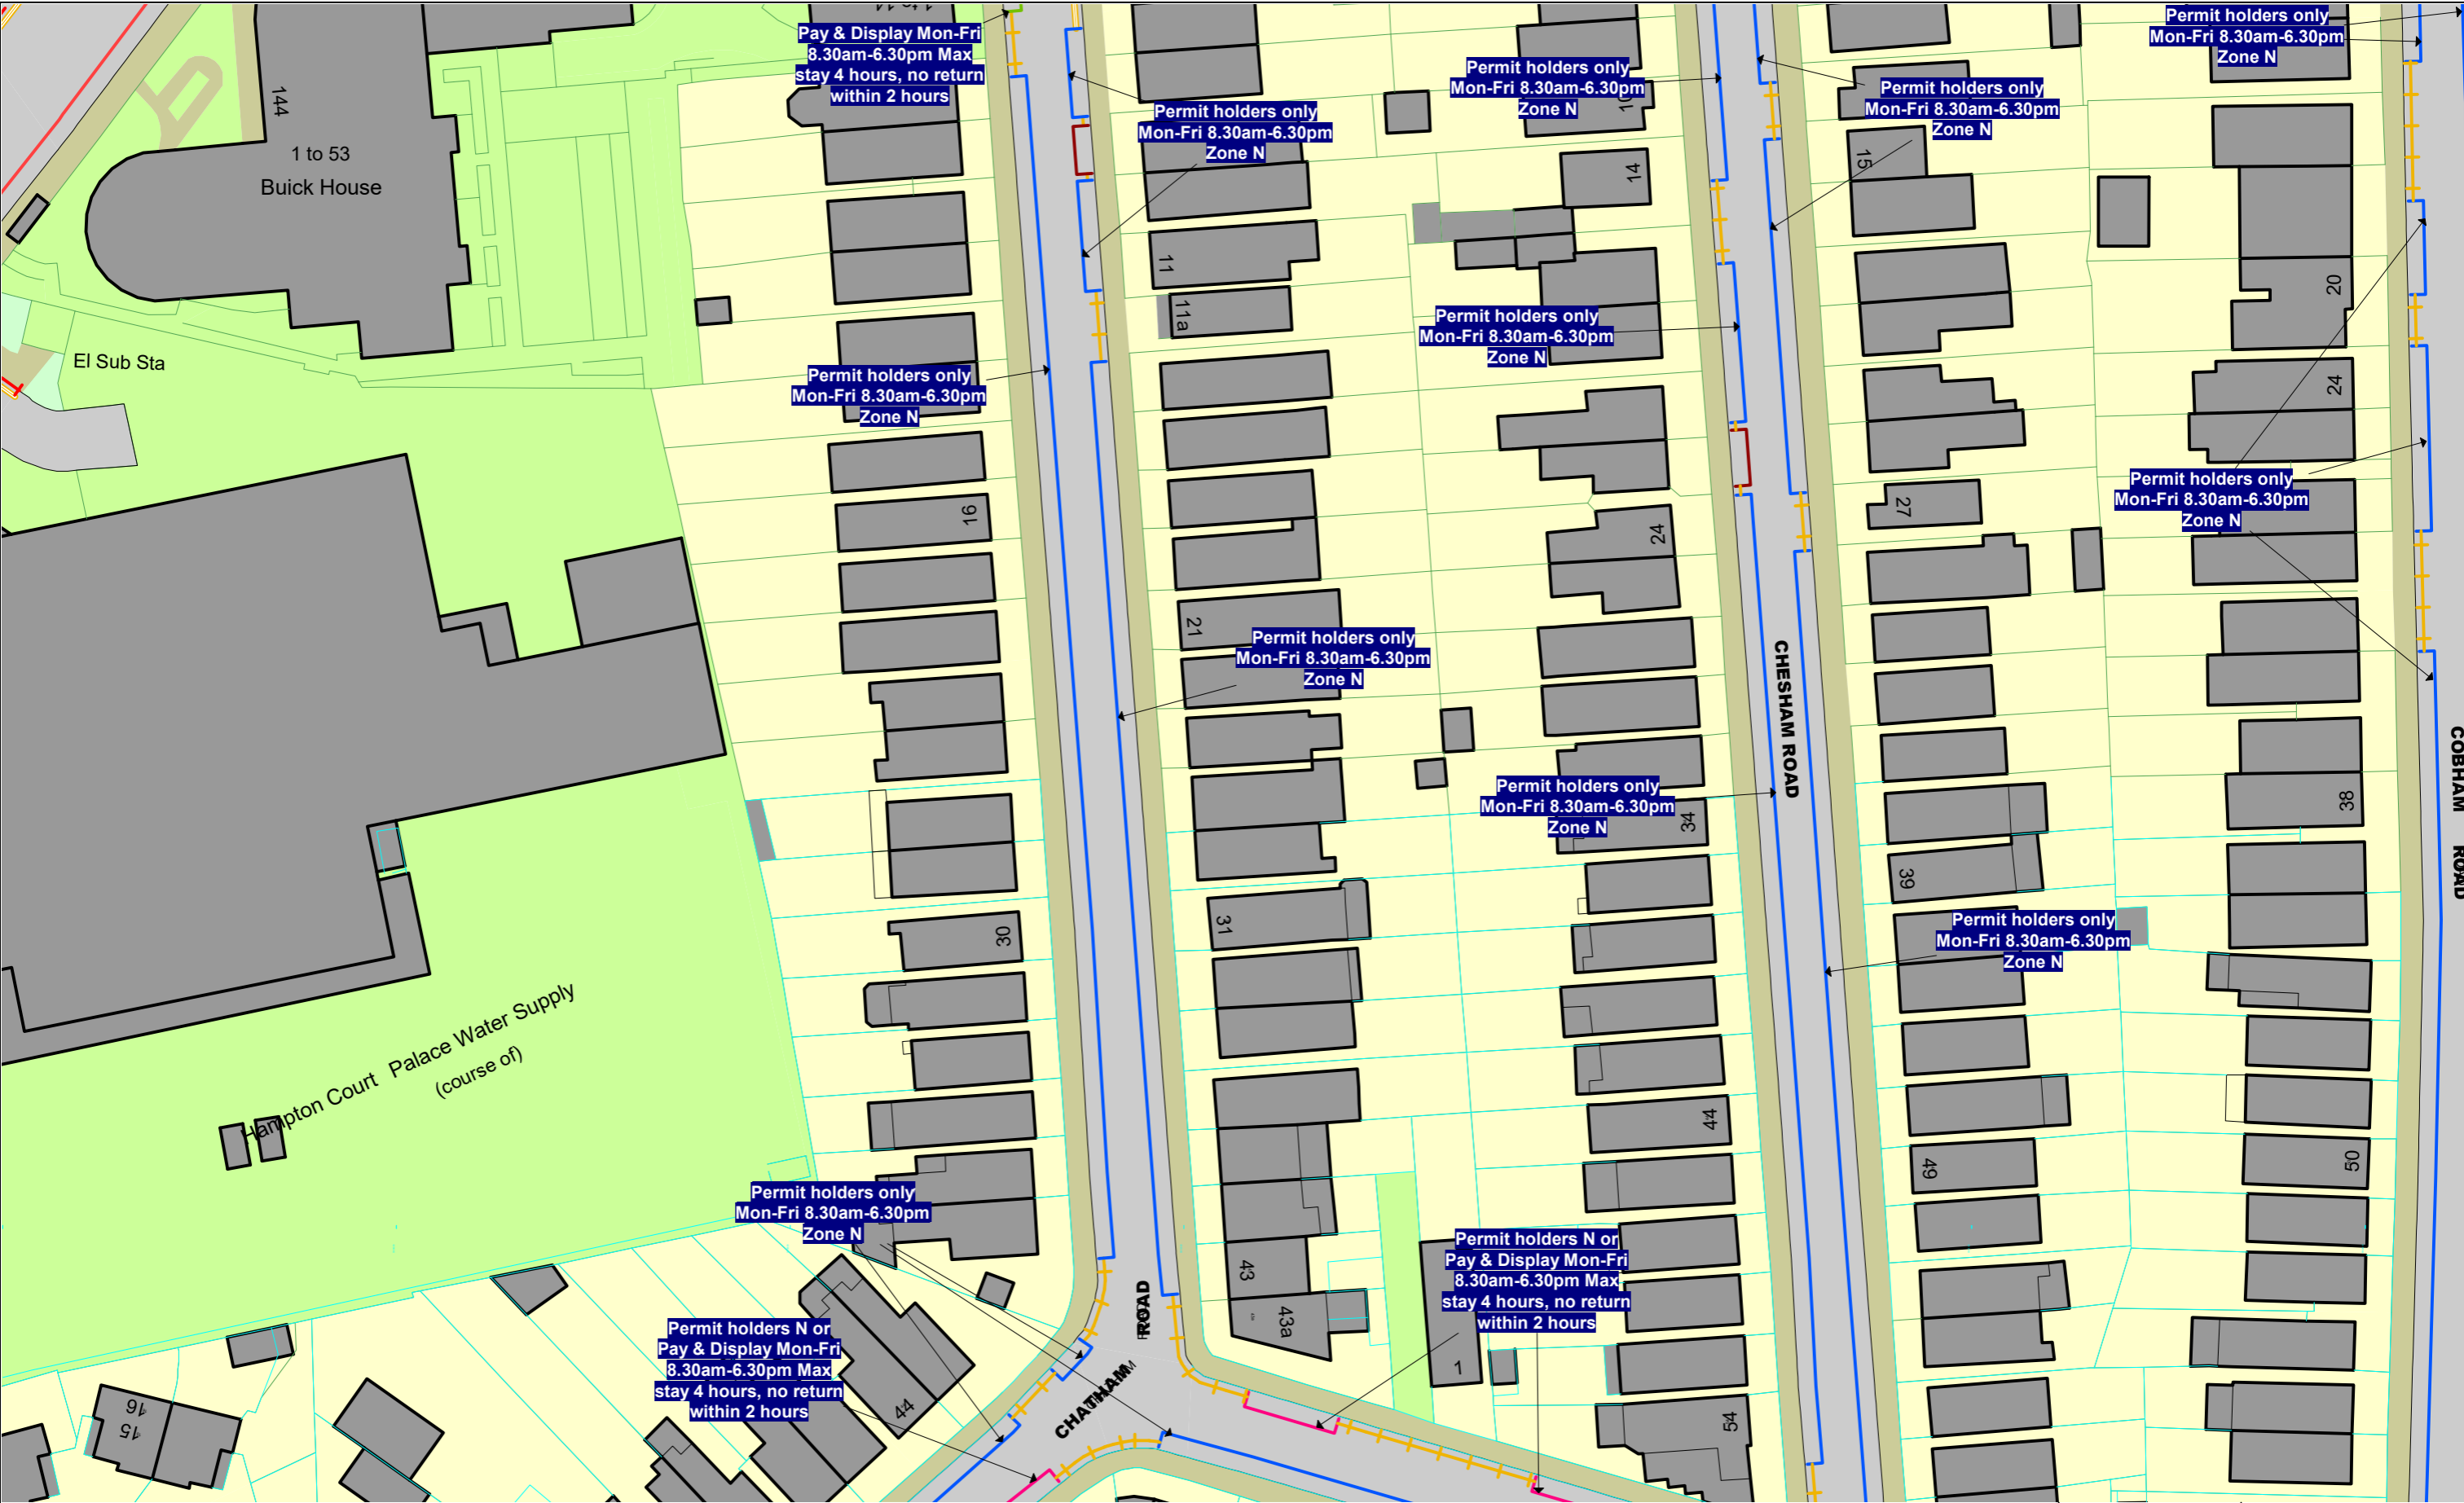 Pay & Display Mon-Fri
8.30am-6.30pm Max
stay 4 hours, no return
within 2 hours
Permit holders only
Mon-Fri 8.30am-6.30pm
Zone N
Permit holders only
Mon-Fri 8.30am-6.30pm
Zone N
Permit holders only
Mon-Fri 8.30am-6.30pm
Zone N
Permit holders only
Mon-Fri 8.30am-6.30pm
Zone N
144
1 to 53
Buick House
El Sub Sta
14
15
11
11a
20
24
Permit holders only
Mon-Fri 8.30am-6.30pm
Zone N
Permit holders only
Mon-Fri 8.30am-6.30pm
Zone N
Permit holders only
Mon-Fri 8.30am-6.30pm
Zone N
16
24
27
21
Permit holders only
Mon-Fri 8.30am-6.30pm
Zone N
CHESHAM ROAD
COBHAM ROAD
Permit holders only
Mon-Fri 8.30am-6.30pm
Zone N
34
38
39
31
30
Permit holders only
Mon-Fri 8.30am-6.30pm
Zone N
Hampton Court Palace Water Supply
(course of)
44
49
50
Permit holders only
Mon-Fri 8.30am-6.30pm
Zone N
43
43a
1
Permit holders N or
Pay & Display Mon-Fri
8.30am-6.30pm Max
stay 4 hours, no return
within 2 hours
Permit holders N or
Pay & Display Mon-Fri
8.30am-6.30pm Max
stay 4 hours, no return
within 2 hours
CHATHAM
ROAD
44
54
16
15